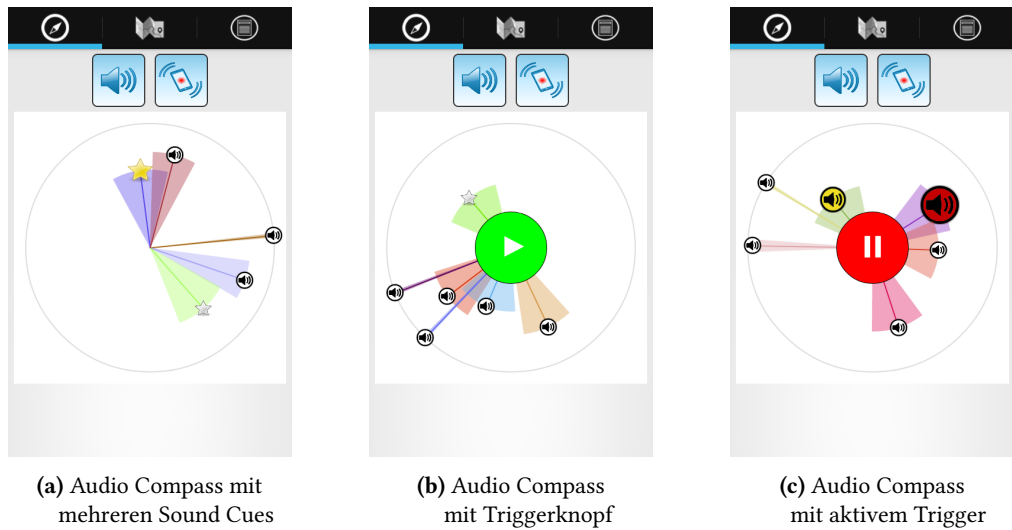 (a) Audio Compass mit
mehreren Sound Cues
(b) Audio Compass
mit Triggerknopf
(c) Audio Compass
mit aktivem Trigger